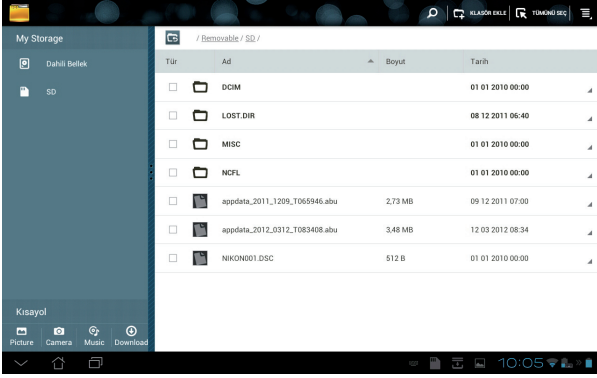 KLASÖR EKLE TÜMÜNÜ SEÇ
My Storage
/ Removable / SD /
Dahili Bellek
SD
Tür Ad Boyut Tarih
DCIM 01 01 2010 00:00
LOST.DIR 08 12 2011 06:40
MISC 01 01 2010 00:00
NCFL 01 01 2010 00:00
appdata_2011_1209_T065946.abu 2,73 MB 09 12 2011 07:00
appdata_2012_0312_T083408.abu 3,48 MB 12 03 2012 08:34
NIKON001.DSC 512 B 01 01 2010 00:00
Kısayol
Picture Camera Music Download
10:05